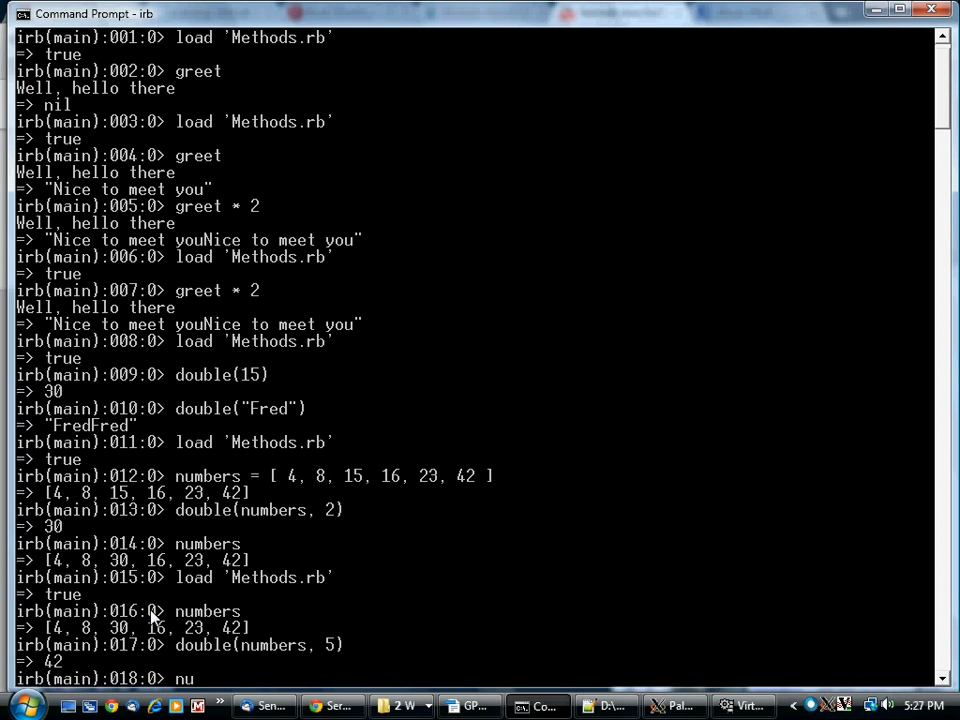 Command Prompt - irb
irb(main):001:0> load 'Methods.rb'
=> true
irb(main):002:0> greet
Well, hello there
=> nil
irb(main):003:0> load 'Methods.rb'
=> true
irb(main):004:0> greet
Well, hello there
=> "Nice to meet you"
irb(main):005:0> greet * 2
Well, hello there
=> "Nice to meet youNice to meet you"
irb(main):006:0> load 'Methods.rb'
=> true
irb(main):007:0> greet * 2
Well, hello there
=> "Nice to meet youNice to meet you"
irb(main):008:0> load 'Methods.rb'
=> true
irb(main):009:0> double(15)
=> 30
irb(main):010:0> double("Fred")
=> "FredFred"
irb(main):011:0> load 'Methods.rb'
=> true
irb(main):012:0> numbers = [ 4, 8, 15, 16, 23, 42 ]
=> [4, 8, 15, 16, 23, 42]
irb(main):013:0> double(numbers, 2)
=> 30
irb(main):014:0> numbers
=> [4, 8, 30, 16, 23, 42]
irb(main):015:0> load 'Methods.rb'
=> true
irb(main):016:0> numbers
=> [4, 8, 30, 16, 23, 42]
irb(main):017:0> double(numbers, 5)
=> 42
irb(main):018:0> nu
Sen... Ser... 2 W GP... Co... D:\... Pal... Virt... 5:27 PM